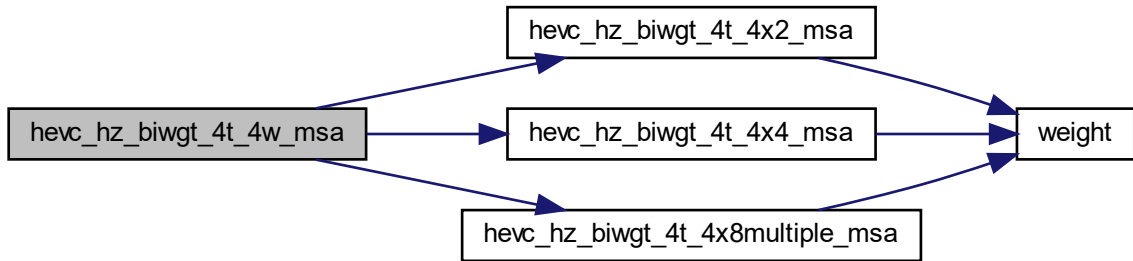 hevc_hz_biwgt_4t_4x2_msa
hevc_hz_biwgt_4t_4w_msa
hevc_hz_biwgt_4t_4x4_msa
weight
hevc_hz_biwgt_4t_4x8multiple_msa